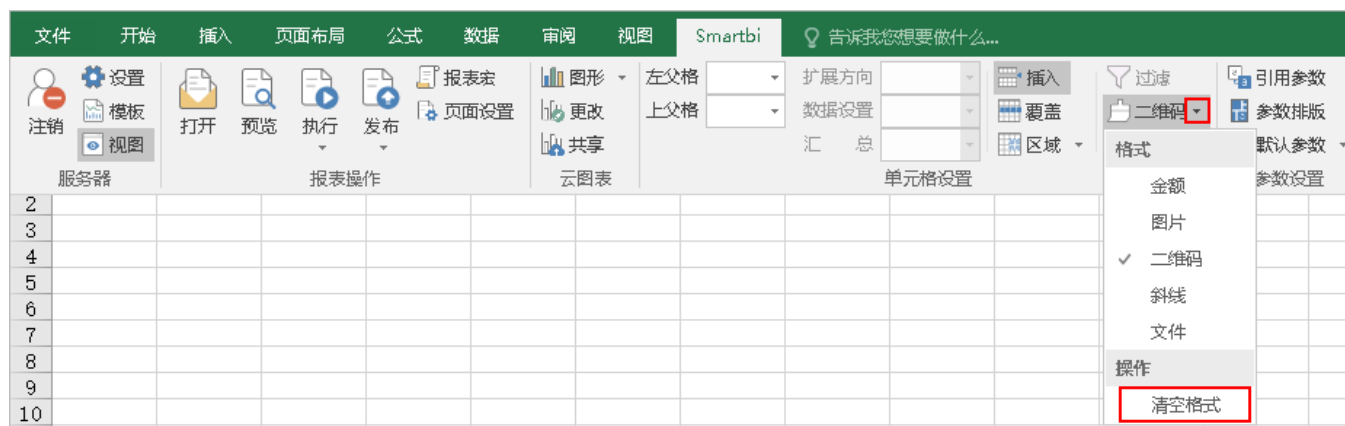 文件 开始 插入 页面布局 公式 数据 审阅 视图 Smartbi 告诉我您想要做什么...
注销 设置 模板 视图
服务器
打开 预览 执行 发布 报表宏 页面设置
报表操作
图形 更改 共享
云图表
左父格 扩展方向 插入
上父格 数据设置 覆盖
汇 总 区域
单元格设置
过滤 引用参数
二维码 参数排版
默认参数
参数设置
格式
金额
图片
二维码
斜线
文件
操作
清空格式
2
3
4
5
6
7
8
9
10